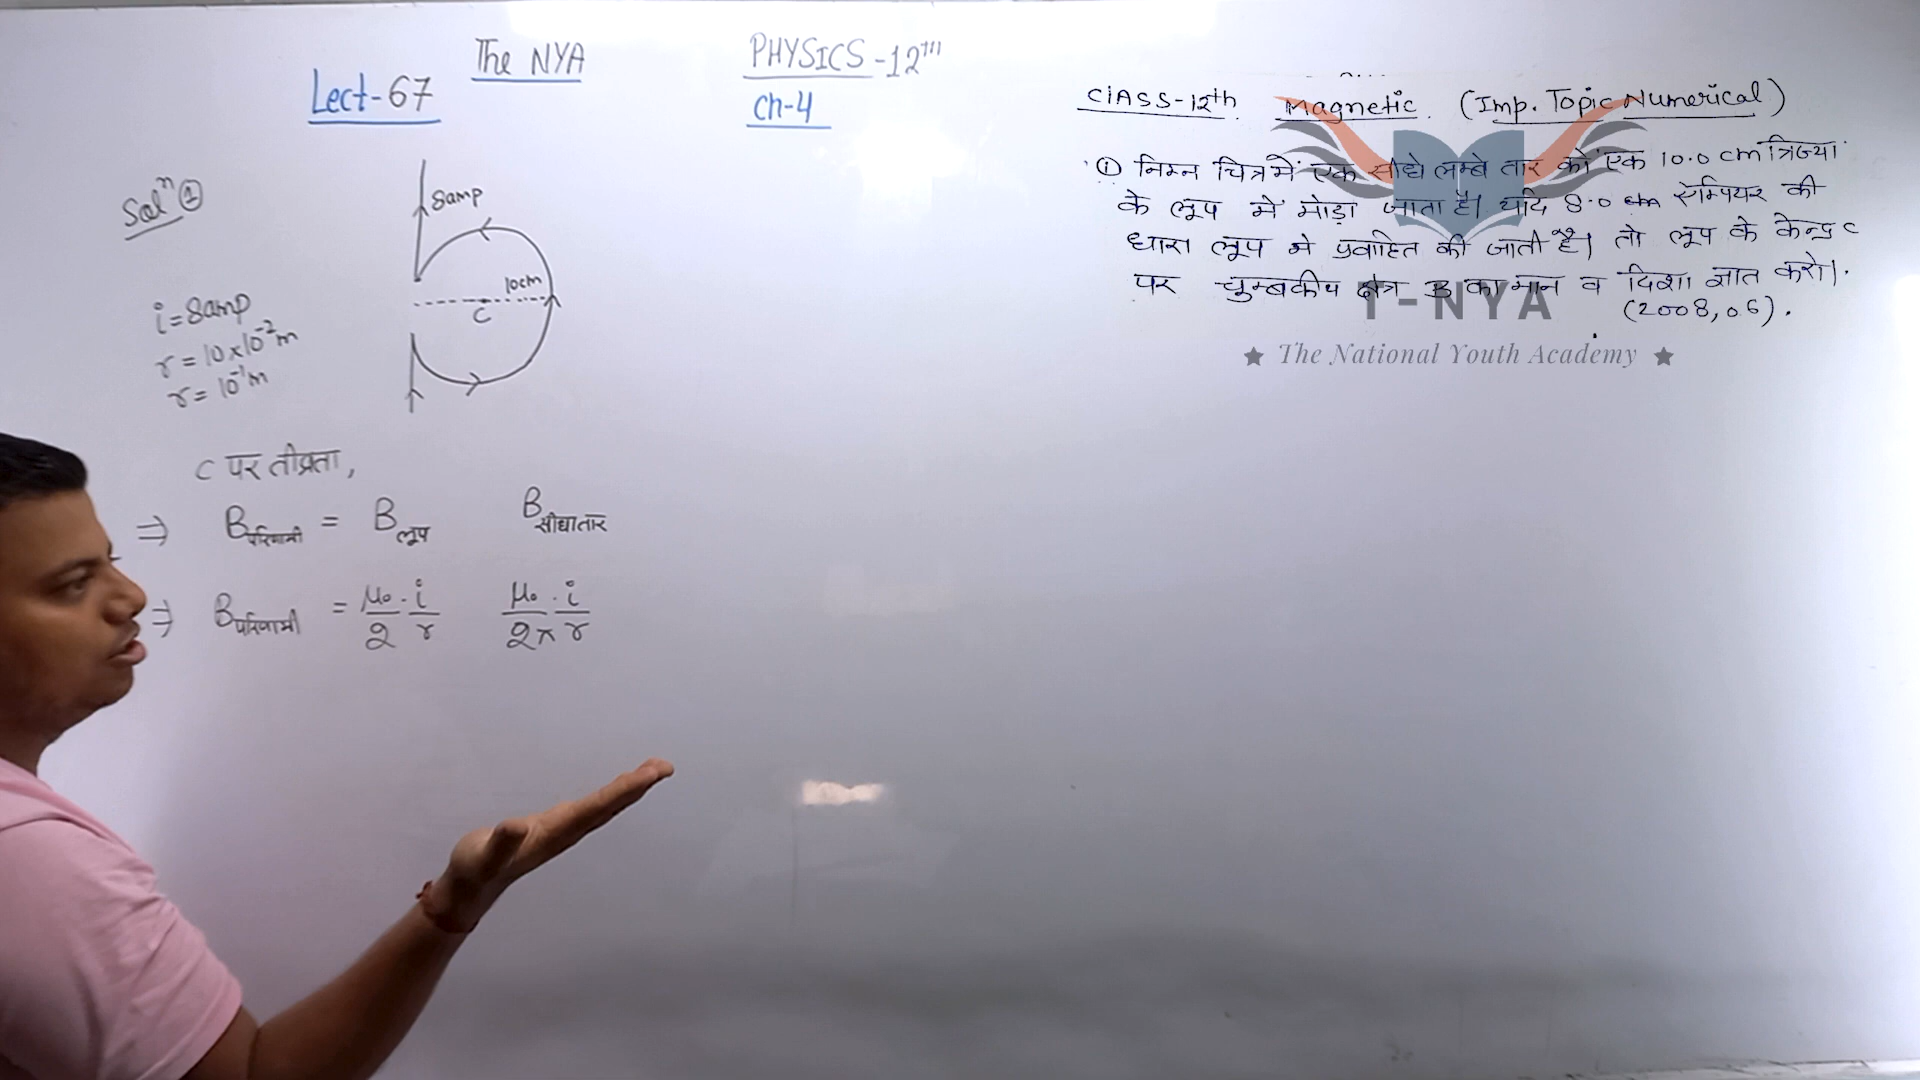 The NYA
PHYSICS-12TH
Lect-67
Ch-4
CLASS-12th. Magnetic. (Imp. Topic Numerical)
① निम्न चित्र में एक सीधे लम्बे तार को एक 10.0 cm त्रिज्या
के लूप में मोड़ा जाता है। यदि 8.0 एम्पियर की
धारा लूप मे प्रवाहित की जाती है। तो लूप के केन्द्र C
पर चुम्बकीय क्षेत्र B का मान व दिशा ज्ञात करो।
(2008, 06).
T-NYA
★ The National Youth Academy ★
Solⁿ ①
8amp
10cm
C
i=8amp
r = 10×10⁻² m
r = 10⁻¹ m
C पर तीव्रता,
⇒ Bपरिणामी = Bलूप Bसीधातार
⇒ Bपरिणामी = μ₀/2 · i/r μ₀/2π · i/r